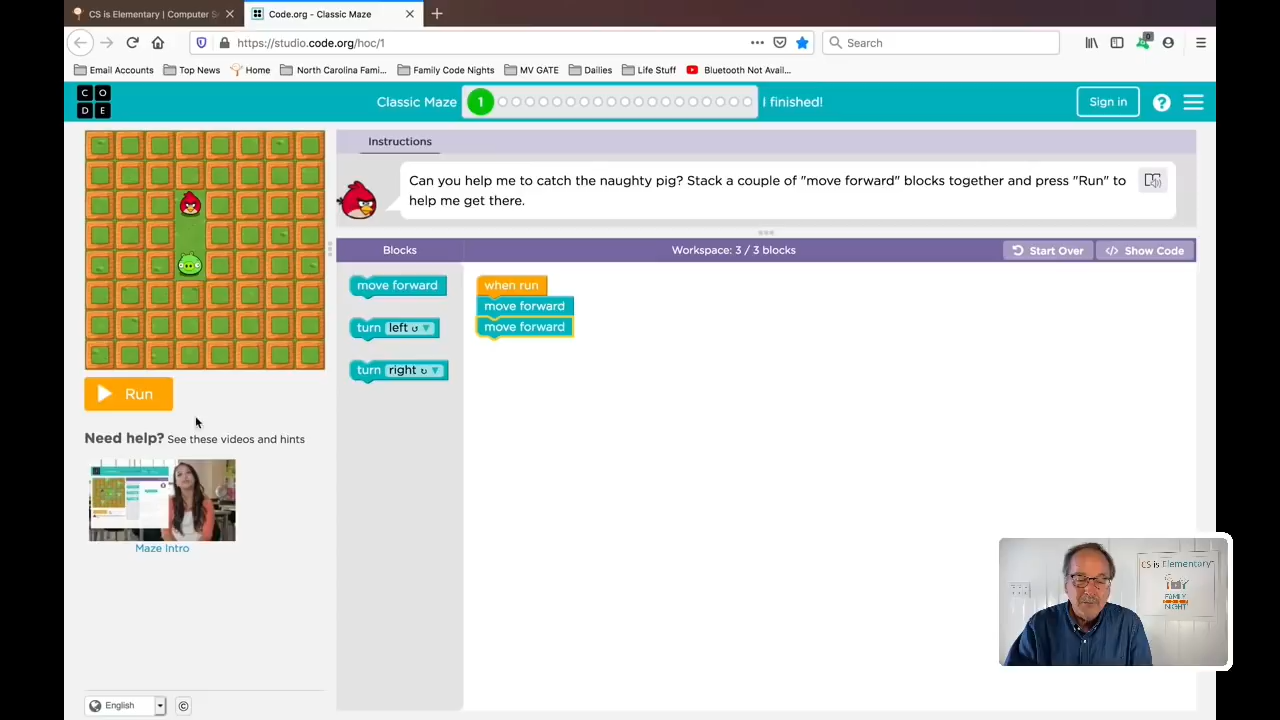 CS is Elementary | Computer S
Code.org - Classic Maze
https://studio.code.org/hoc/1
Search
Email Accounts
Top News
Home
North Carolina Fami...
Family Code Nights
MV GATE
Dailies
Life Stuff
Bluetooth Not Avail...
CODE
Classic Maze
1
I finished!
Sign in
?
Instructions
Can you help me to catch the naughty pig? Stack a couple of "move forward" blocks together and press "Run" to
help me get there.
Blocks
Workspace: 3 / 3 blocks
Start Over
</> Show Code
move forward
turn left
turn right
when run
move forward
move forward
Run
Need help? See these videos and hints
Maze Intro
CS is Elementary
FAMILY
NIGHT
English
©